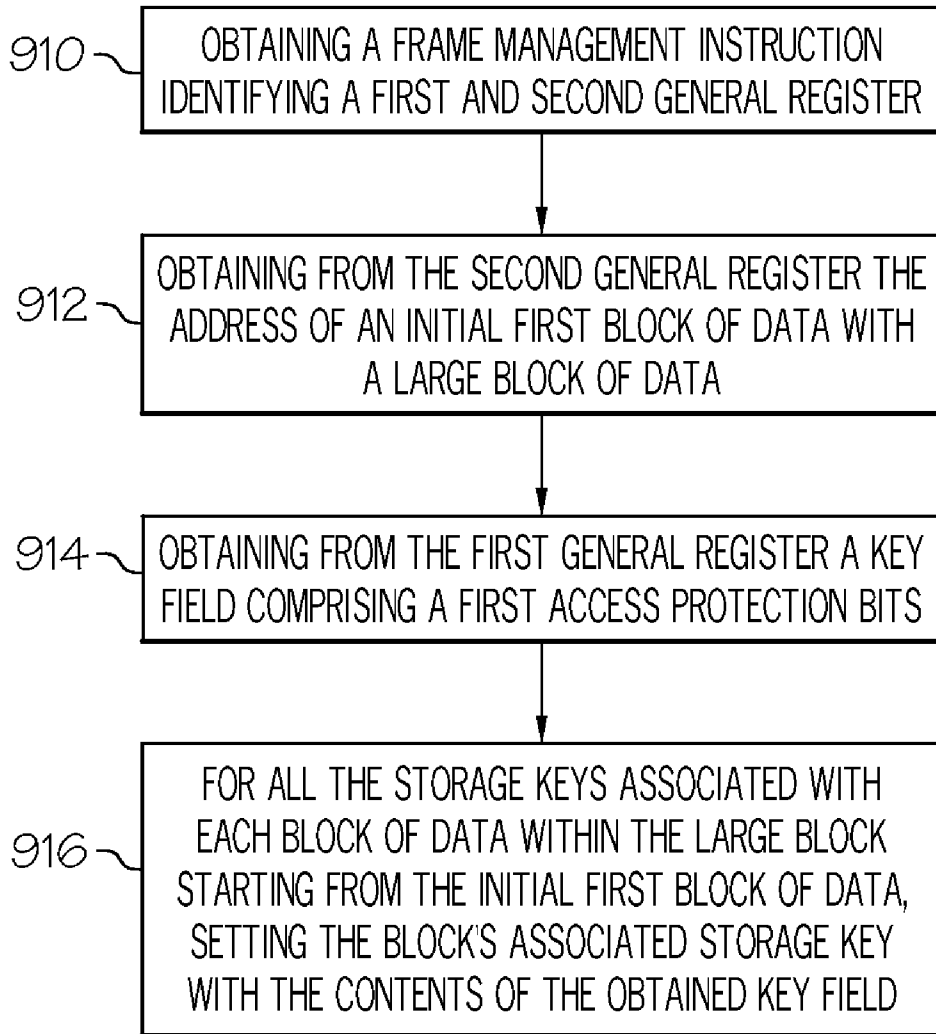 910
OBTAINING A FRAME MANAGEMENT INSTRUCTION
IDENTIFYING A FIRST AND SECOND GENERAL REGISTER
912
OBTAINING FROM THE SECOND GENERAL REGISTER THE
ADDRESS OF AN INITIAL FIRST BLOCK OF DATA WITH
A LARGE BLOCK OF DATA
914
OBTAINING FROM THE FIRST GENERAL REGISTER A KEY
FIELD COMPRISING A FIRST ACCESS PROTECTION BITS
916
FOR ALL THE STORAGE KEYS ASSOCIATED WITH
EACH BLOCK OF DATA WITHIN THE LARGE BLOCK
STARTING FROM THE INITIAL FIRST BLOCK OF DATA,
SETTING THE BLOCK'S ASSOCIATED STORAGE KEY
WITH THE CONTENTS OF THE OBTAINED KEY FIELD